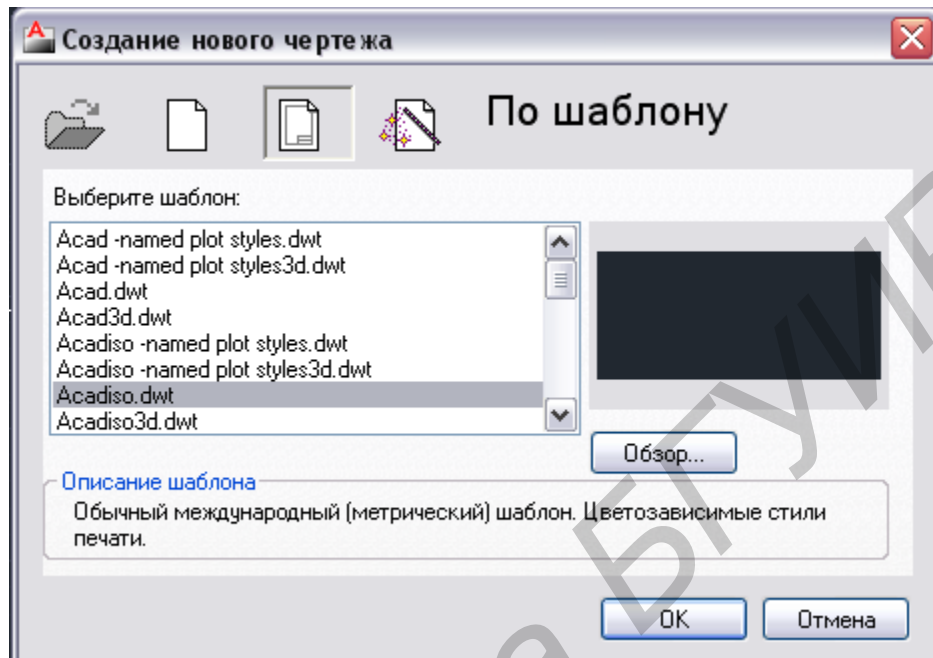 Создание нового чертежа
По шаблону
Выберите шаблон:
Acad -named plot styles.dwt
Acad -named plot styles3d.dwt
Acad.dwt
Acad3d.dwt
Acadiso -named plot styles.dwt
Acadiso -named plot styles3d.dwt
Acadiso.dwt
Acadiso3d.dwt
Обзор...
Описание шаблона
Обычный международный (метрический) шаблон. Цветозависимые стили
печати.
OK
Отмена